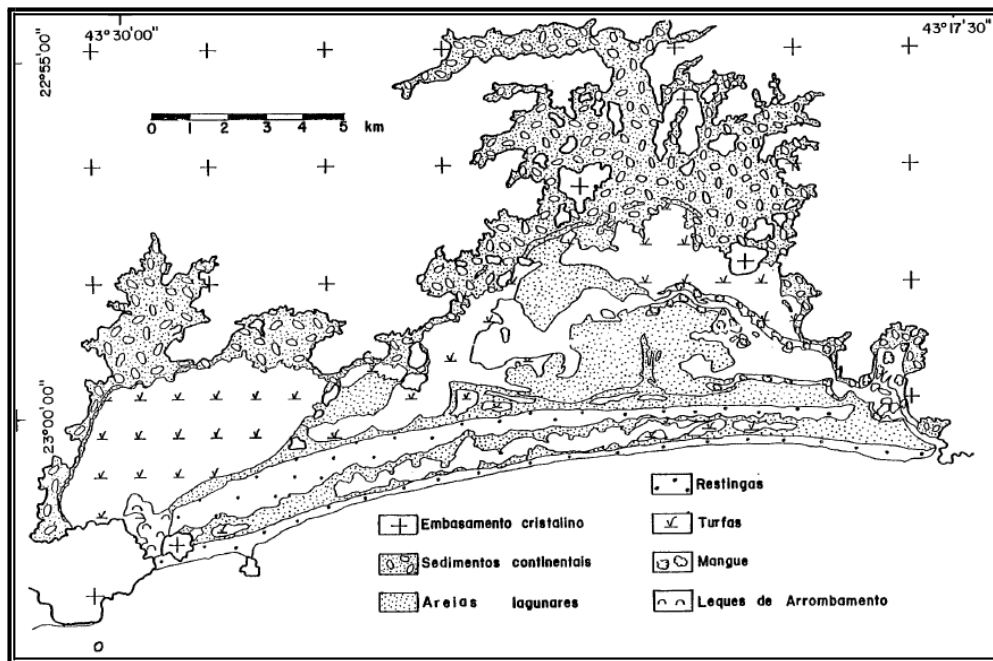 43°30'00"
43°17'30"
22°55'00"
0 1 2 3 4 5
km
23°00'00"
Restingas
Embasamento cristalino
Turfas
Sedimentos continentais
Mangue
Areias lagunares
Leques de Arrombamento